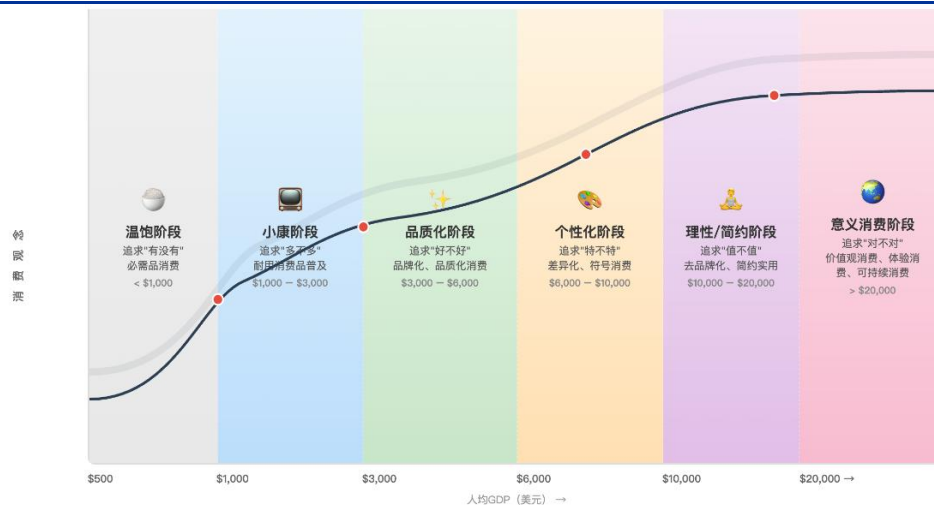 消费观念
温饱阶段
追求"有没有"
必需品消费
< $1,000
小康阶段
追求"多不多"
耐用消费品普及
$1,000 — $3,000
品质化阶段
追求"好不好"
品牌化、品质化消费
$3,000 — $6,000
个性化阶段
追求"特不特"
差异化、符号消费
$6,000 — $10,000
理性/简约阶段
追求"值不值"
去品牌化、简约实用
$10,000 — $20,000
意义消费阶段
追求"对不对"
价值观消费、体验消
费、可持续消费
> $20,000
$500
$1,000
$3,000
$6,000
$10,000
$20,000 →
人均GDP（美元） →